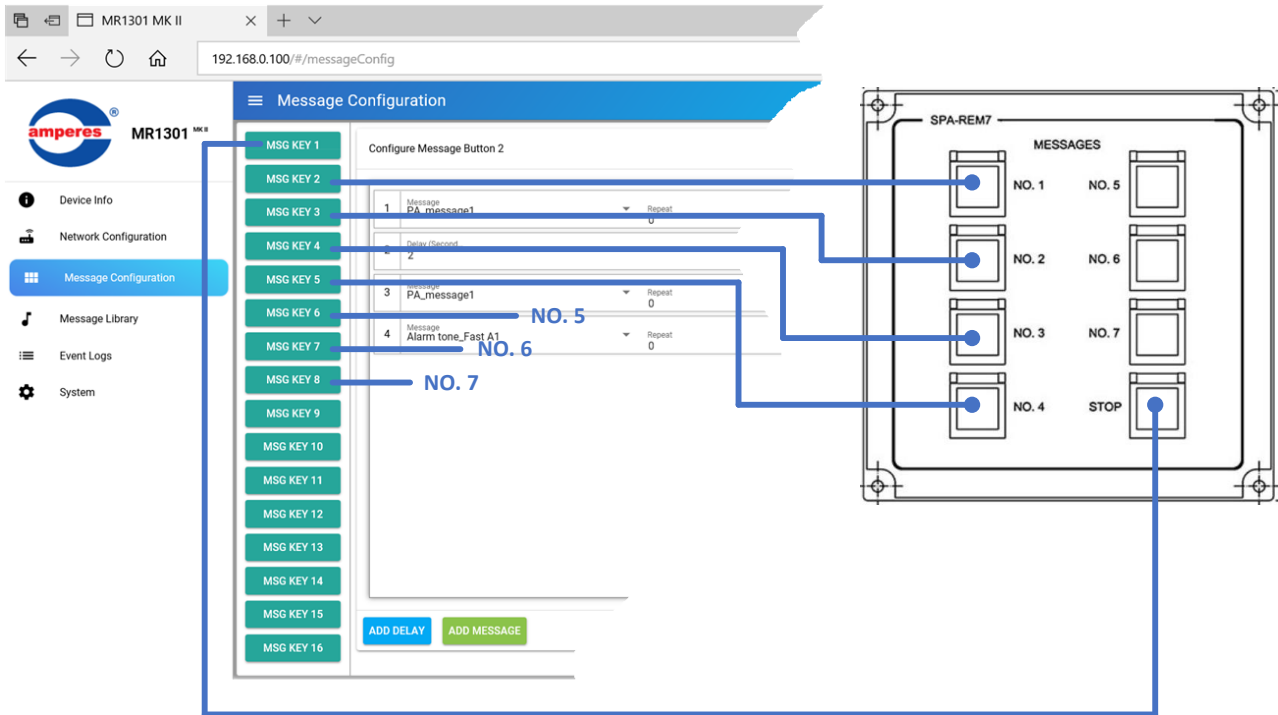 MR1301 MK II
192.168.0.100/#/messageConfig
amperes ®
MR1301 MK II
Device Info
Network Configuration
Message Configuration
Message Library
Event Logs
System
Message Configuration
MSG KEY 1
MSG KEY 2
MSG KEY 3
MSG KEY 4
MSG KEY 5
MSG KEY 6
MSG KEY 7
MSG KEY 8
MSG KEY 9
MSG KEY 10
MSG KEY 11
MSG KEY 12
MSG KEY 13
MSG KEY 14
MSG KEY 15
MSG KEY 16
Configure Message Button 2
1 Message Repeat
PA_message1 0
2 Delay (Second
2
3 Message Repeat
PA_message1 0
4 Message Repeat
Alarm tone_Fast A1 0
NO. 5
NO. 6
NO. 7
ADD DELAY ADD MESSAGE
SPA-REM7
MESSAGES
NO. 1 NO. 5
NO. 2 NO. 6
NO. 3 NO. 7
NO. 4 STOP